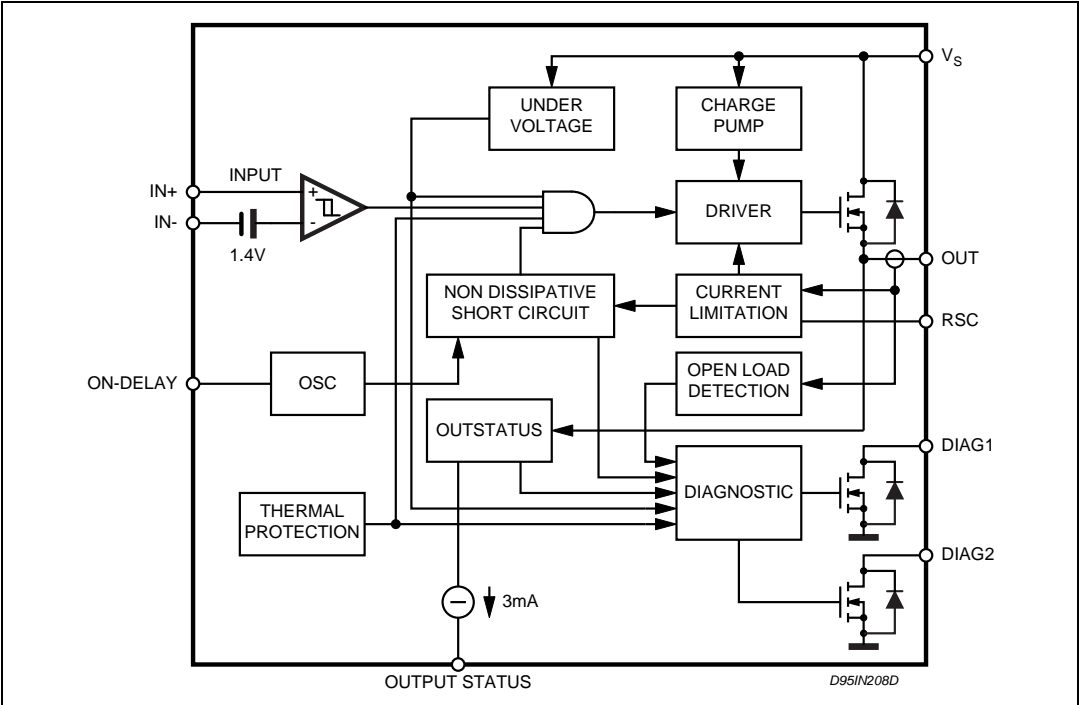 V_S
UNDER
VOLTAGE
CHARGE
PUMP
INPUT
IN+
+
DRIVER
IN-
-
1.4V
OUT
NON DISSIPATIVE
SHORT CIRCUIT
CURRENT
LIMITATION
RSC
ON-DELAY
OSC
OPEN LOAD
DETECTION
OUTSTATUS
DIAG1
DIAGNOSTIC
THERMAL
PROTECTION
DIAG2
3mA
OUTPUT STATUS
D95IN208D